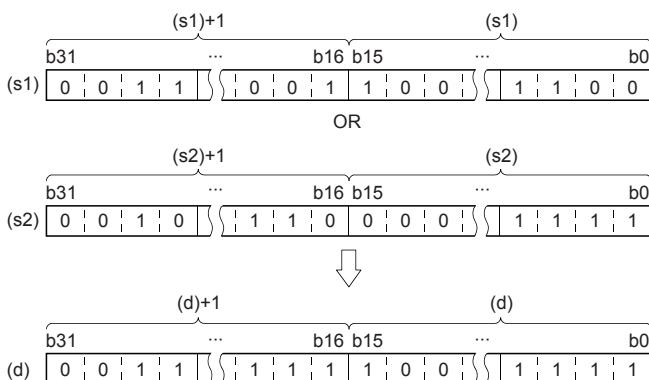 (s1)+1 (s1)
b31 ... b16 b15 ... b0
(s1) 0 0 1 1 0 0 1 1 0 0 1 1 0 0
OR
(s2)+1 (s2)
b31 ... b16 b15 ... b0
(s2) 0 0 1 0 1 1 0 0 0 0 1 1 1 1
(d)+1 (d)
b31 ... b16 b15 ... b0
(d) 0 0 1 1 1 1 1 1 0 0 1 1 1 1